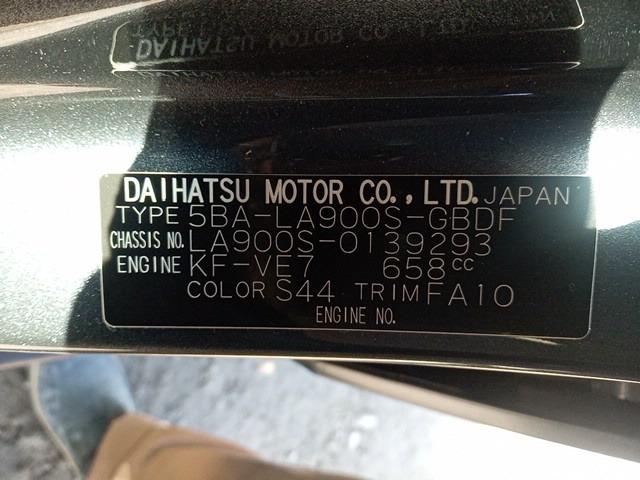 DAIHATSU MOTOR CO., LTD. JAPAN
TYPE 5BA-LA900S-GBDF
CHASSIS NO. LA900S-0139293
ENGINE KF-VE7 658cc
COLOR S44 TRIM FA10
ENGINE NO.